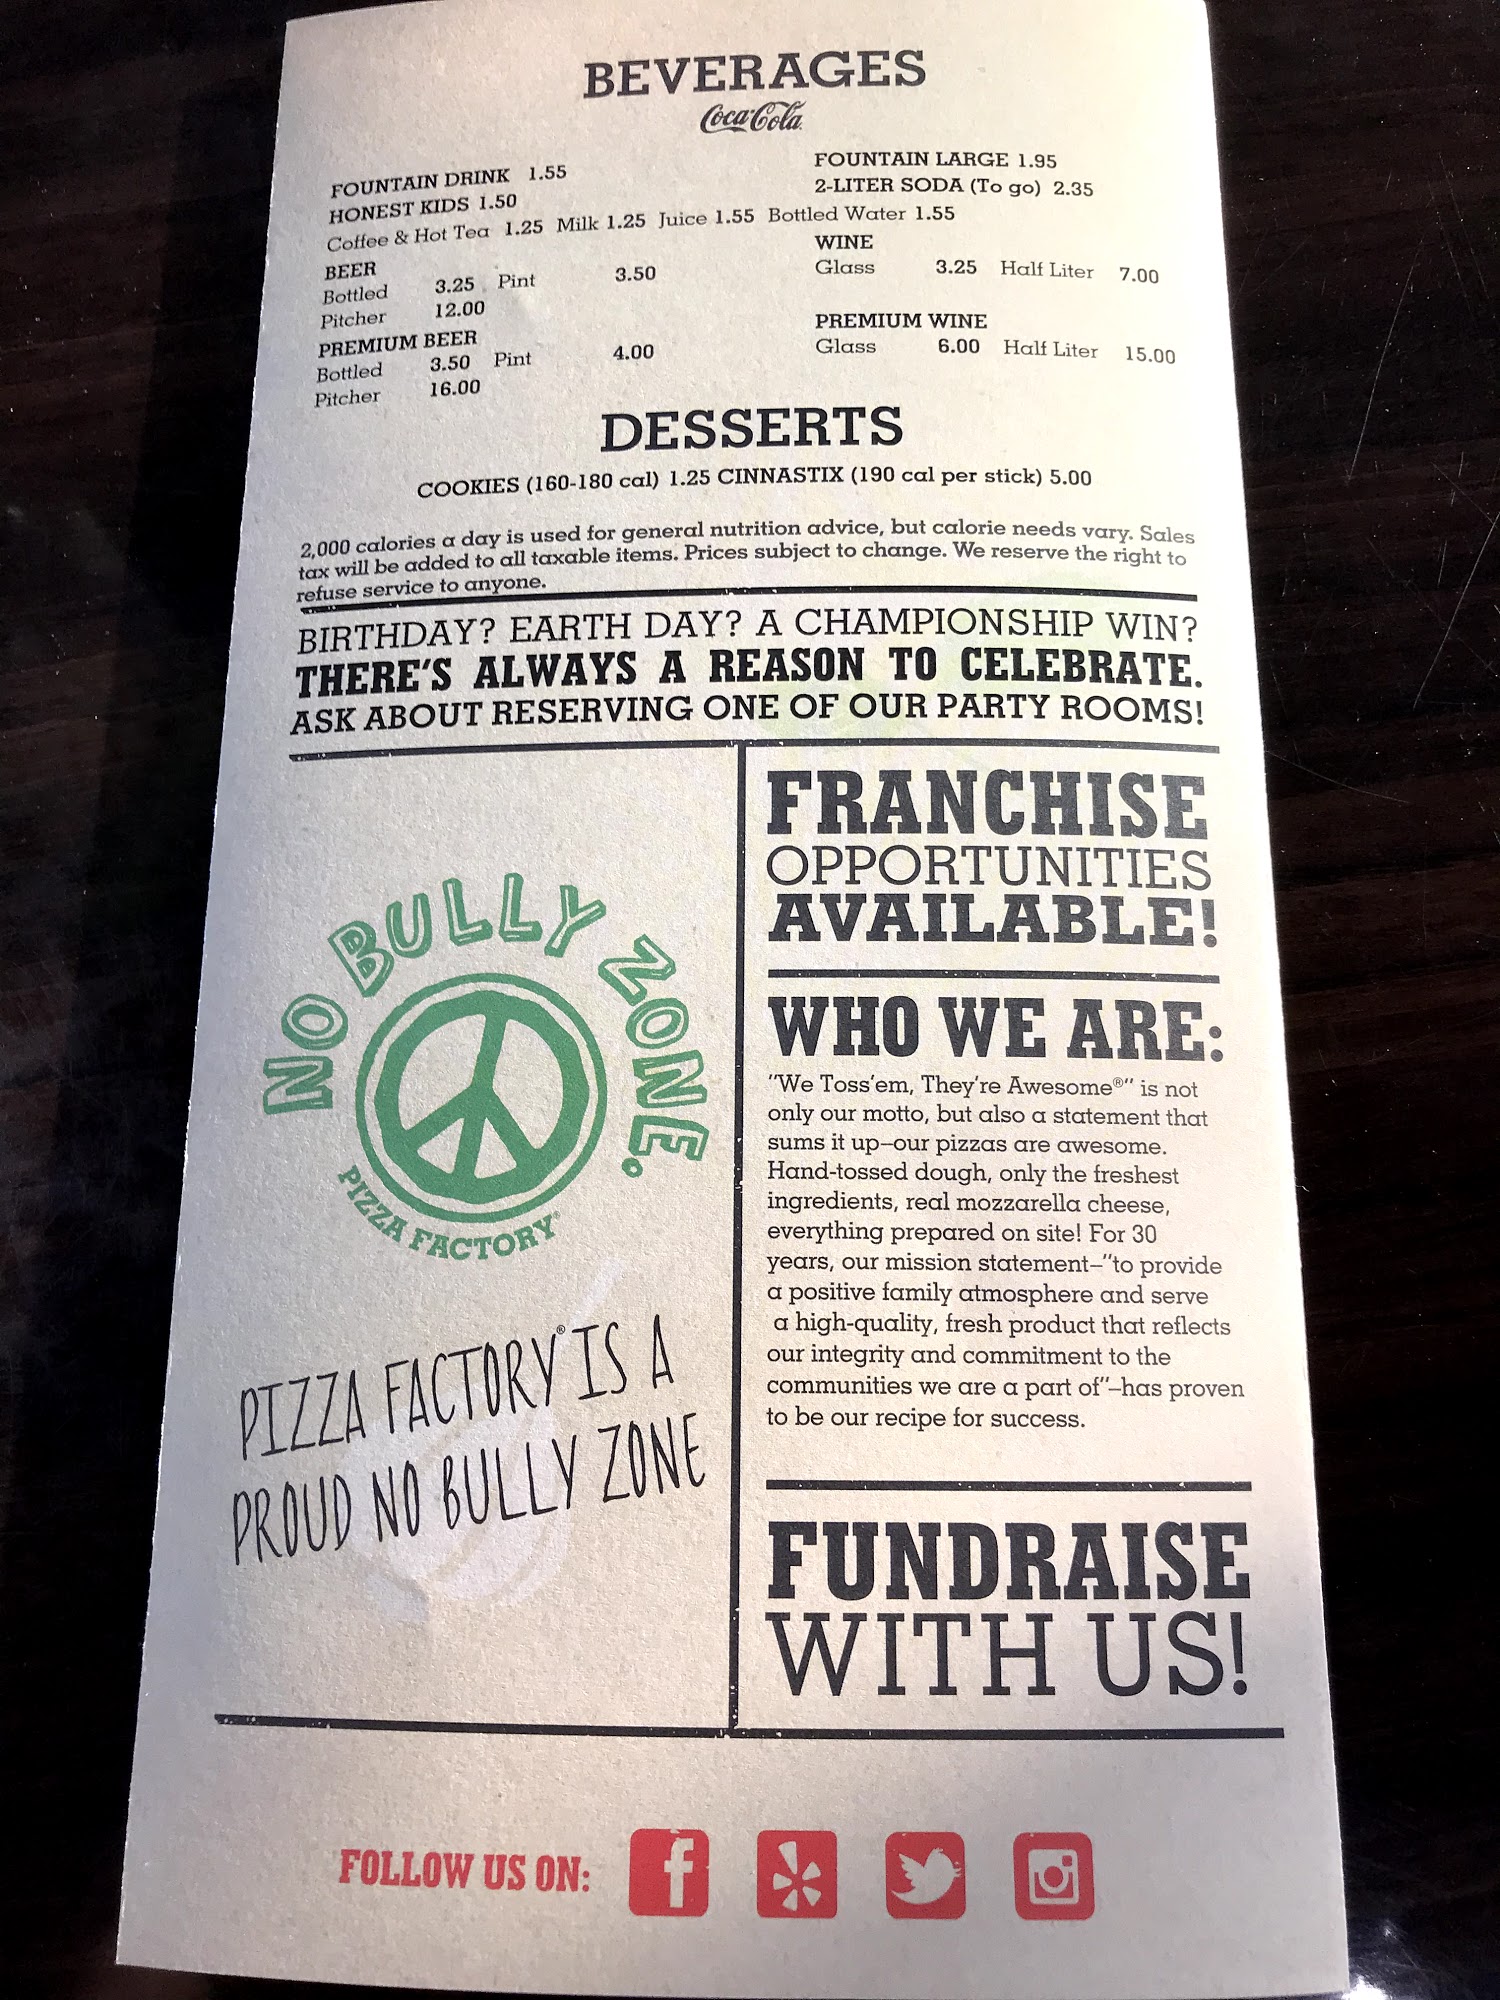 BEVERAGES
Coca-Cola
FOUNTAIN DRINK 1.55
HONEST KIDS 1.50
FOUNTAIN LARGE 1.95
2-LITER SODA (To go) 2.35
Coffee & Hot Tea 1.25 Milk 1.25 Juice 1.55 Bottled Water 1.55
BEER
Bottled 3.25 Pint 3.50
Pitcher 12.00
PREMIUM BEER
Bottled 3.50 Pint 4.00
Pitcher 16.00
WINE
Glass 3.25 Half Liter 7.00
PREMIUM WINE
Glass 6.00 Half Liter 15.00
DESSERTS
COOKIES (160-180 cal) 1.25 CINNASTIX (190 cal per stick) 5.00
2,000 calories a day is used for general nutrition advice, but calorie needs vary. Sales
tax will be added to all taxable items. Prices subject to change. We reserve the right to
refuse service to anyone.
BIRTHDAY? EARTH DAY? A CHAMPIONSHIP WIN?
THERE'S ALWAYS A REASON TO CELEBRATE.
ASK ABOUT RESERVING ONE OF OUR PARTY ROOMS!
NO BULLY ZONE.
PIZZA FACTORY®
PIZZA FACTORY® IS A
PROUD NO BULLY ZONE
FRANCHISE
OPPORTUNITIES
AVAILABLE!
WHO WE ARE:
"We Toss'em, They're Awesome®" is not
only our motto, but also a statement that
sums it up–our pizzas are awesome.
Hand-tossed dough, only the freshest
ingredients, real mozzarella cheese,
everything prepared on site! For 30
years, our mission statement–"to provide
a positive family atmosphere and serve
a high-quality, fresh product that reflects
our integrity and commitment to the
communities we are a part of"–has proven
to be our recipe for success.
FUNDRAISE
WITH US!
FOLLOW US ON: